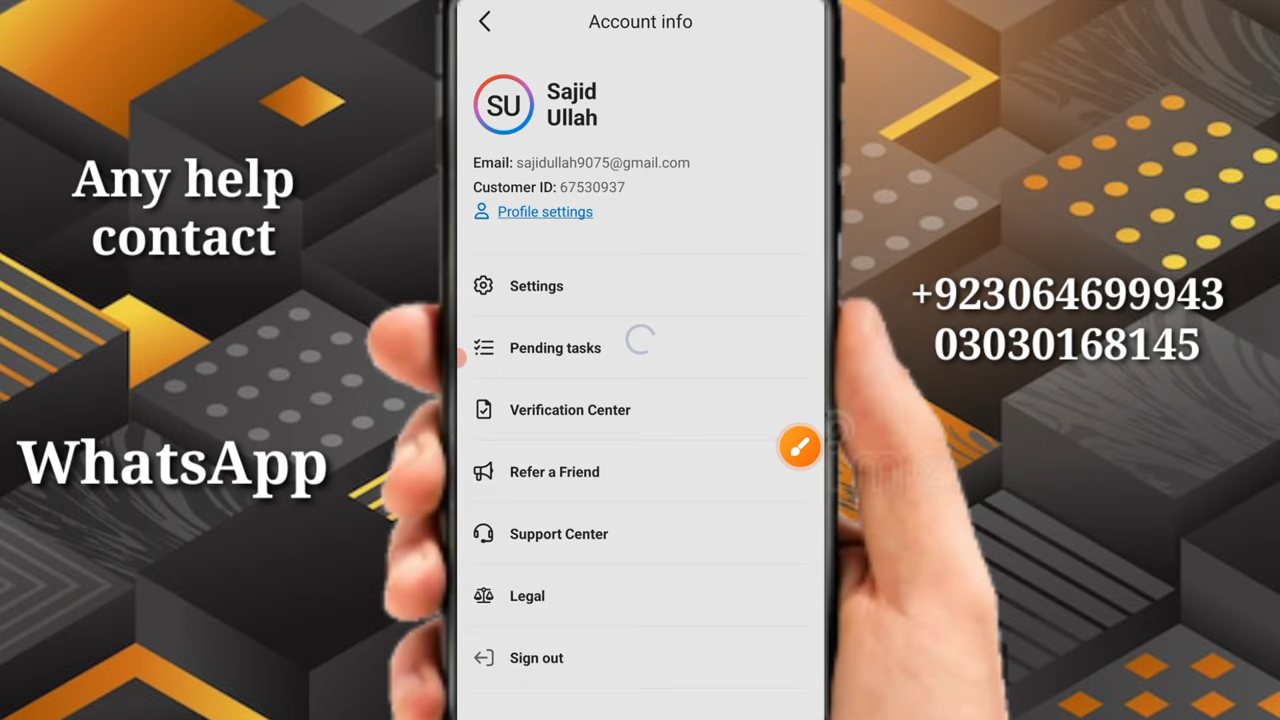 Account info
SU
Sajid
Ullah
Email: sajidullah9075@gmail.com
Customer ID: 67530937
Profile settings
Settings
Pending tasks
Verification Center
Refer a Friend
Support Center
Legal
Sign out
Any help
contact
WhatsApp
+923064699943
03030168145